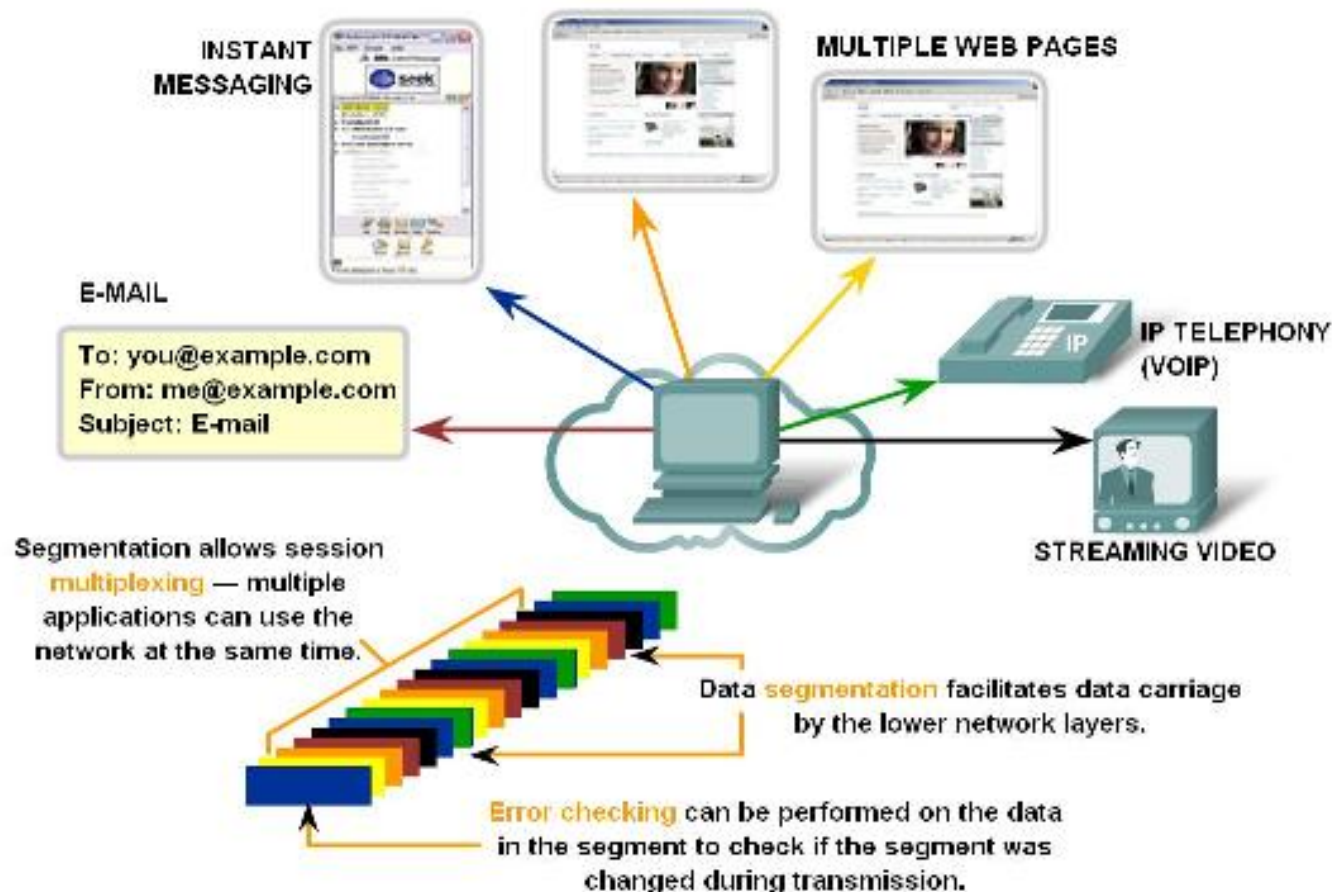 INSTANT
MESSAGING
seek
MULTIPLE WEB PAGES
E-MAIL
To: you@example.com
From: me@example.com
Subject: E-mail
IP
IP TELEPHONY
(VOIP)
STREAMING VIDEO
Segmentation allows session
multiplexing — multiple
applications can use the
network at the same time.
Data segmentation facilitates data carriage
by the lower network layers.
Error checking can be performed on the data
in the segment to check if the segment was
changed during transmission.